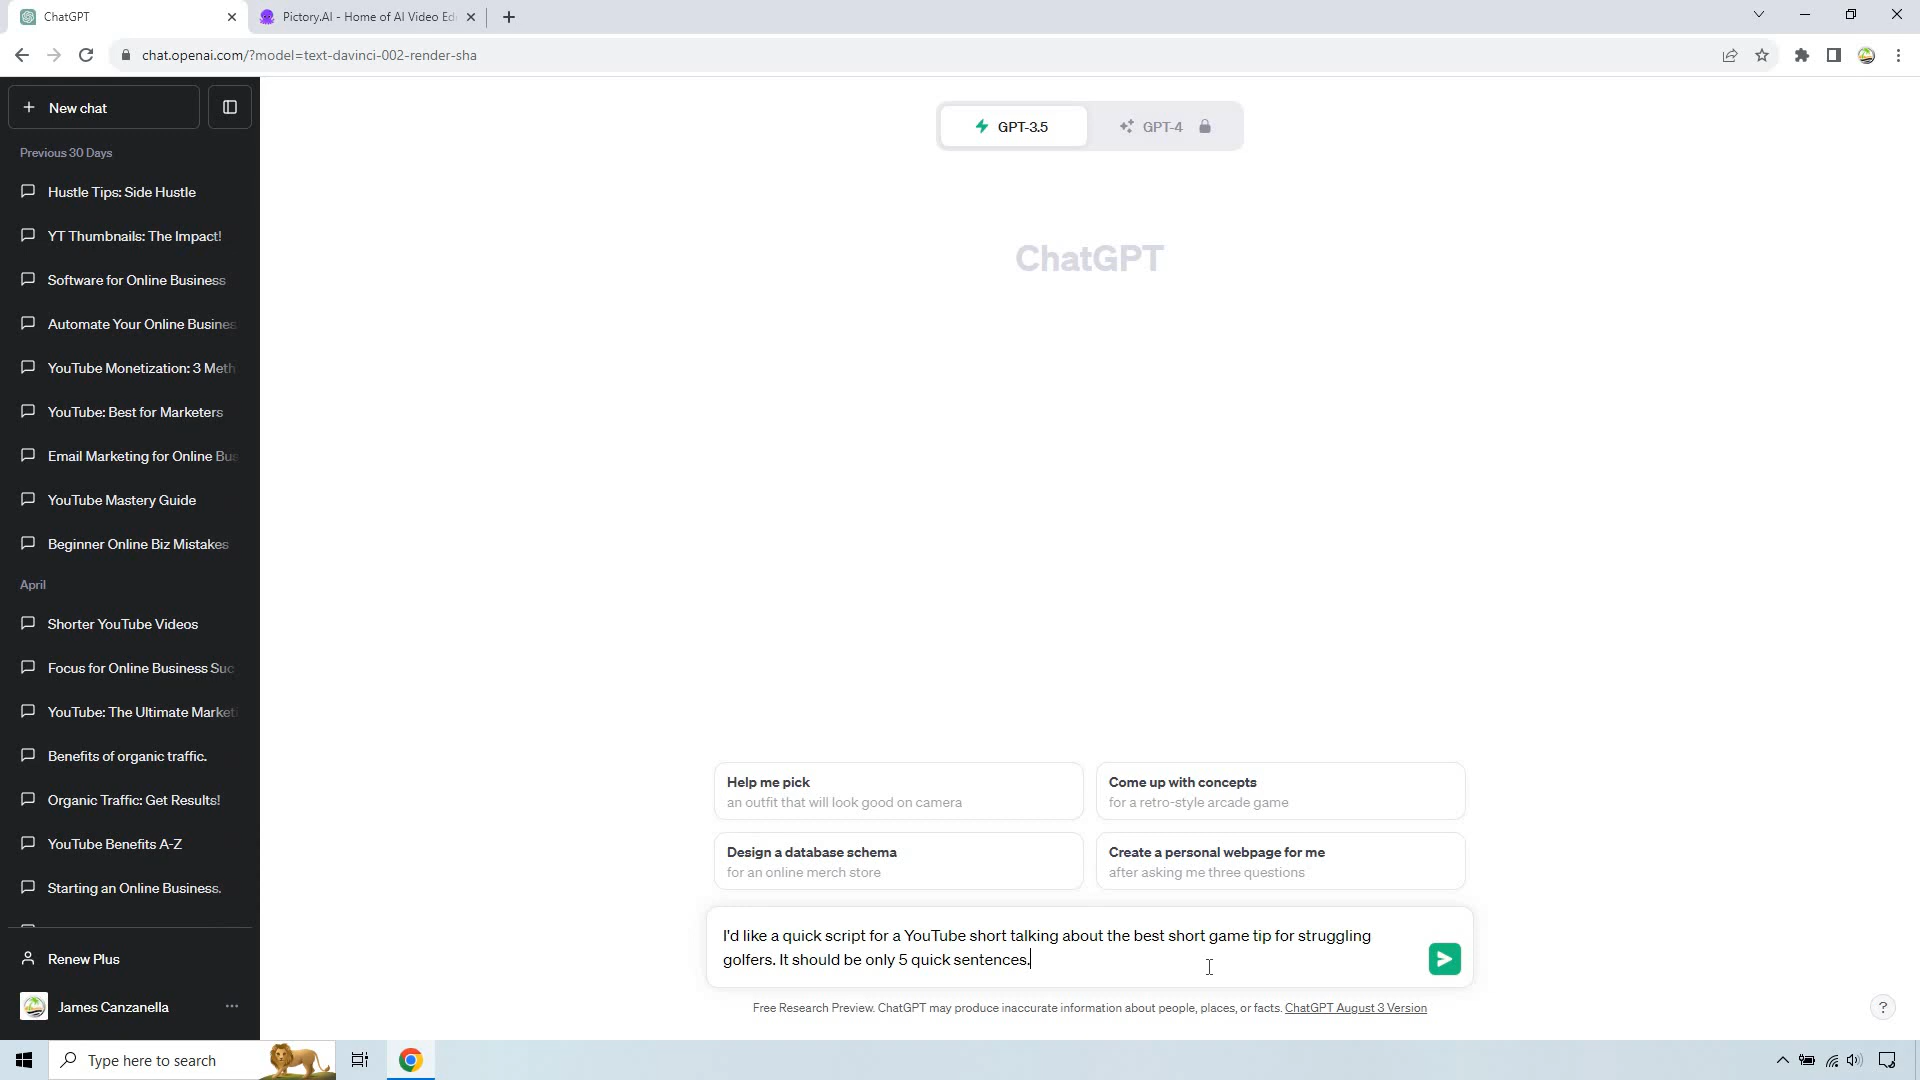 ChatGPT
Pictory.AI - Home of AI Video Ed
chat.openai.com/?model=text-davinci-002-render-sha
New chat
Previous 30 Days
Hustle Tips: Side Hustle
YT Thumbnails: The Impact!
Software for Online Business
Automate Your Online Busines
YouTube Monetization: 3 Meth
YouTube: Best for Marketers
Email Marketing for Online Bus
YouTube Mastery Guide
Beginner Online Biz Mistakes
April
Shorter YouTube Videos
Focus for Online Business Suc
YouTube: The Ultimate Market
Benefits of organic traffic.
Organic Traffic: Get Results!
YouTube Benefits A-Z
Starting an Online Business.
Renew Plus
James Canzanella
GPT-3.5
GPT-4
ChatGPT
Help me pick
an outfit that will look good on camera
Come up with concepts
for a retro-style arcade game
Design a database schema
for an online merch store
Create a personal webpage for me
after asking me three questions
I'd like a quick script for a YouTube short talking about the best short game tip for struggling
golfers. It should be only 5 quick sentences.
Free Research Preview. ChatGPT may produce inaccurate information about people, places, or facts. ChatGPT August 3 Version
?
Type here to search